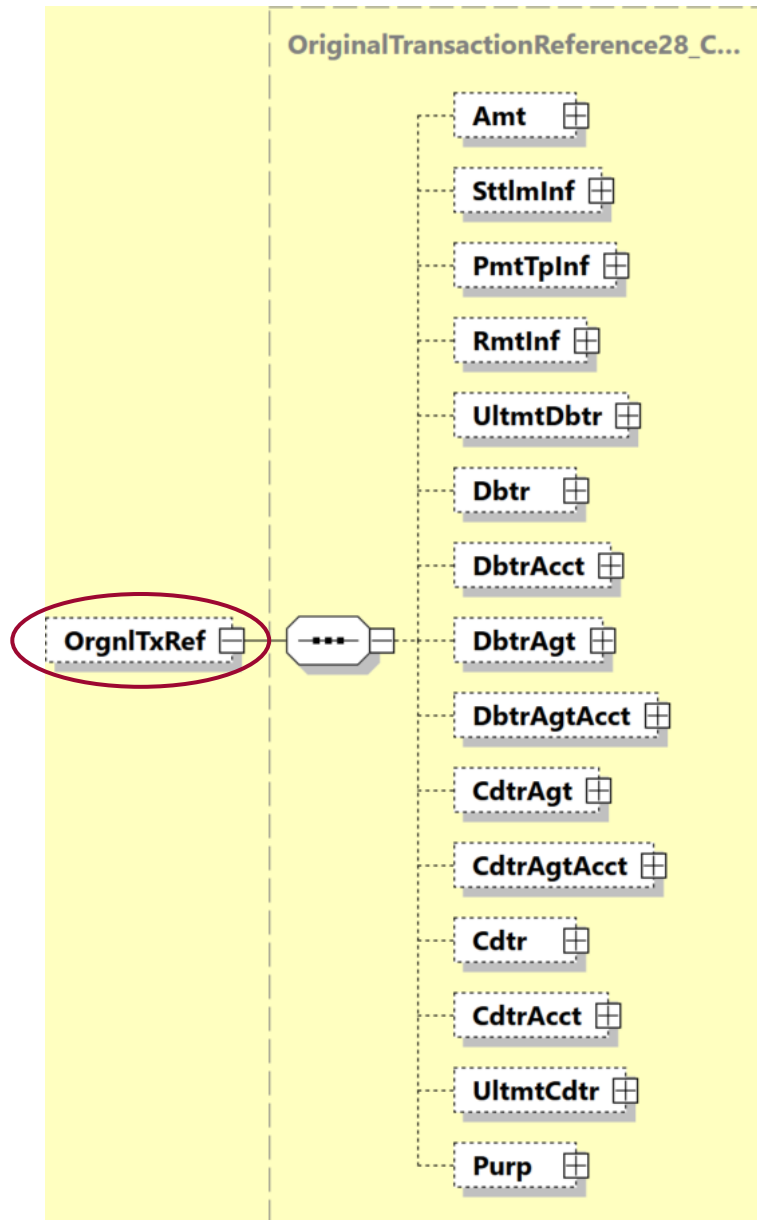 OriginalTransactionReference28_C...
Amt
SttlmInf
PmtTpInf
RmtInf
UltmtDbtr
Dbtr
DbtrAcct
OrgnlTxRef
DbtrAgt
DbtrAgtAcct
CdtrAgt
CdtrAgtAcct
Cdtr
CdtrAcct
UltmtCdtr
Purp